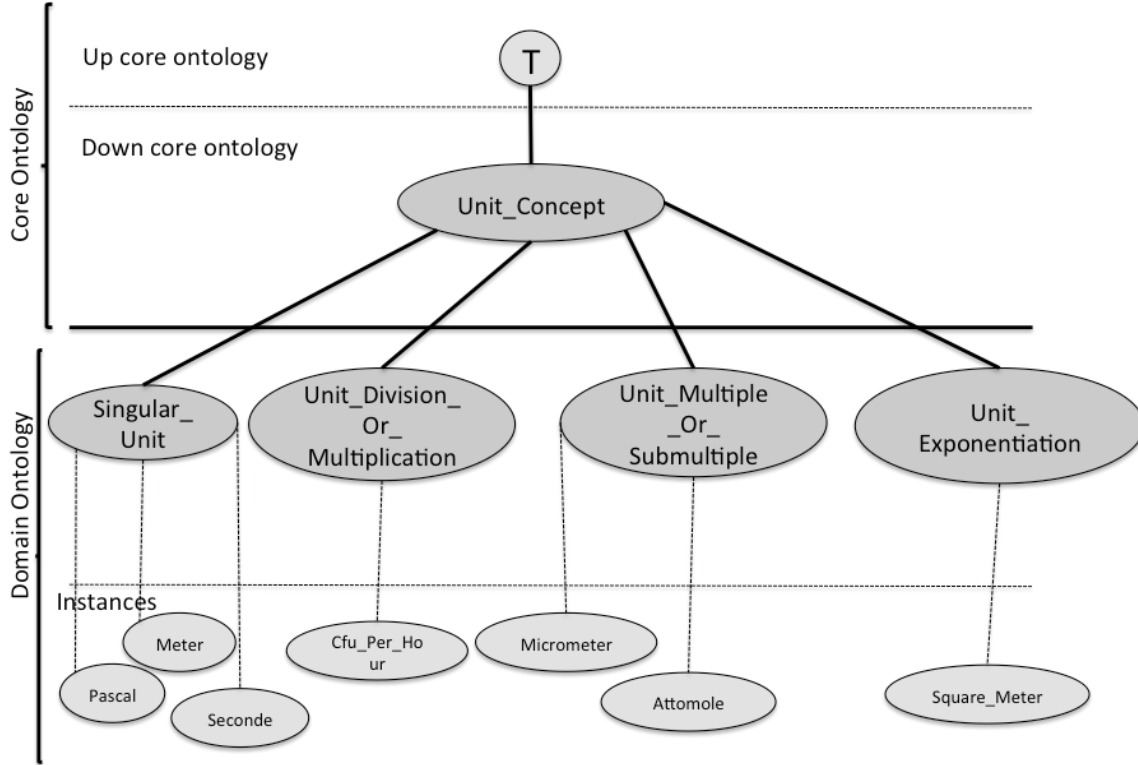 Up core ontology
T
Down core ontology
Core Ontology
Unit_Concept
Domain Ontology
Singular_
Unit
Unit_Division_
Or_
Multiplication
Unit_Multiple
_Or_
Submultiple
Unit_
Exponentiation
Instances
Meter
Pascal
Seconde
Cfu_Per_Ho
ur
Micrometer
Attomole
Square_Meter